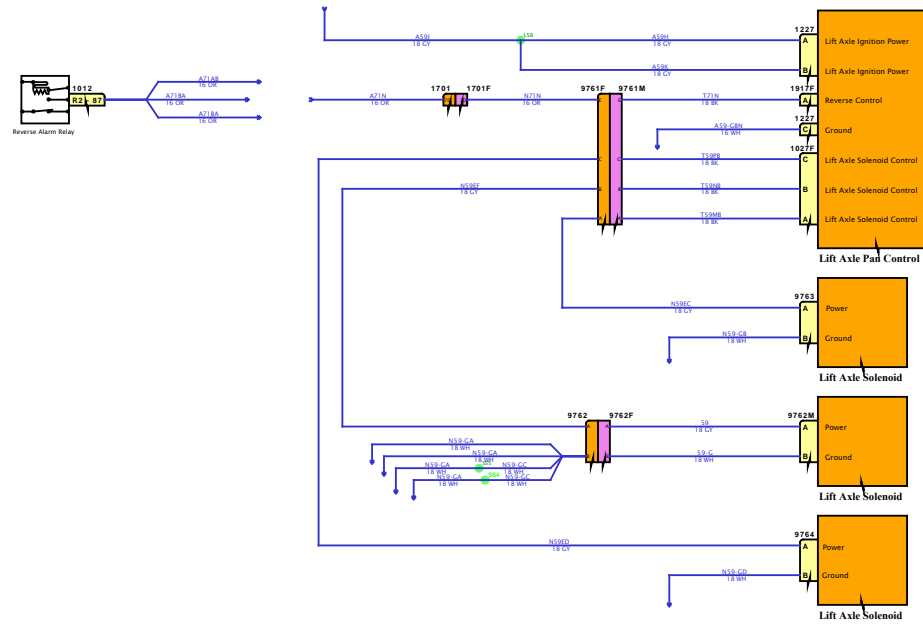 A59J
18 GY
L58
A59H
18 GY
1227
A
Lift Axle Ignition Power
A59K
18 GY
B
Lift Axle Ignition Power
1012
R2 87
Reverse Alarm Relay
A71AB
16 OR
A71BA
16 OR
A71BA
16 OR
A71N
16 OR
1701
1701F
N71N
16 OR
9761F
9761M
E
E
T71N
18 BK
1917F
A
Reverse Control
A59-GBN
16 WH
1227
C
Ground
1027F
C
C
T59PB
18 BK
C
Lift Axle Solenoid Control
N59EF
18 GY
B
B
T59NB
18 BK
B
Lift Axle Solenoid Control
A
A
T59MB
18 BK
A
Lift Axle Solenoid Control
Lift Axle Pan Control
N59EC
18 GY
9763
A
Power
N59-GB
18 WH
B
Ground
Lift Axle Solenoid
9762
9762F
A
A
59
18 GY
9762M
A
Power
N59-GA
18 WH
N59-GA
18 WH
59-G
18 WH
B
Ground
N59-GA
18 WH
N59-GC
18 WH
N59-GA
18 WH
S84
N59-GC
18 WH
Lift Axle Solenoid
N59ED
18 GY
9764
A
Power
N59-GD
18 WH
B
Ground
Lift Axle Solenoid